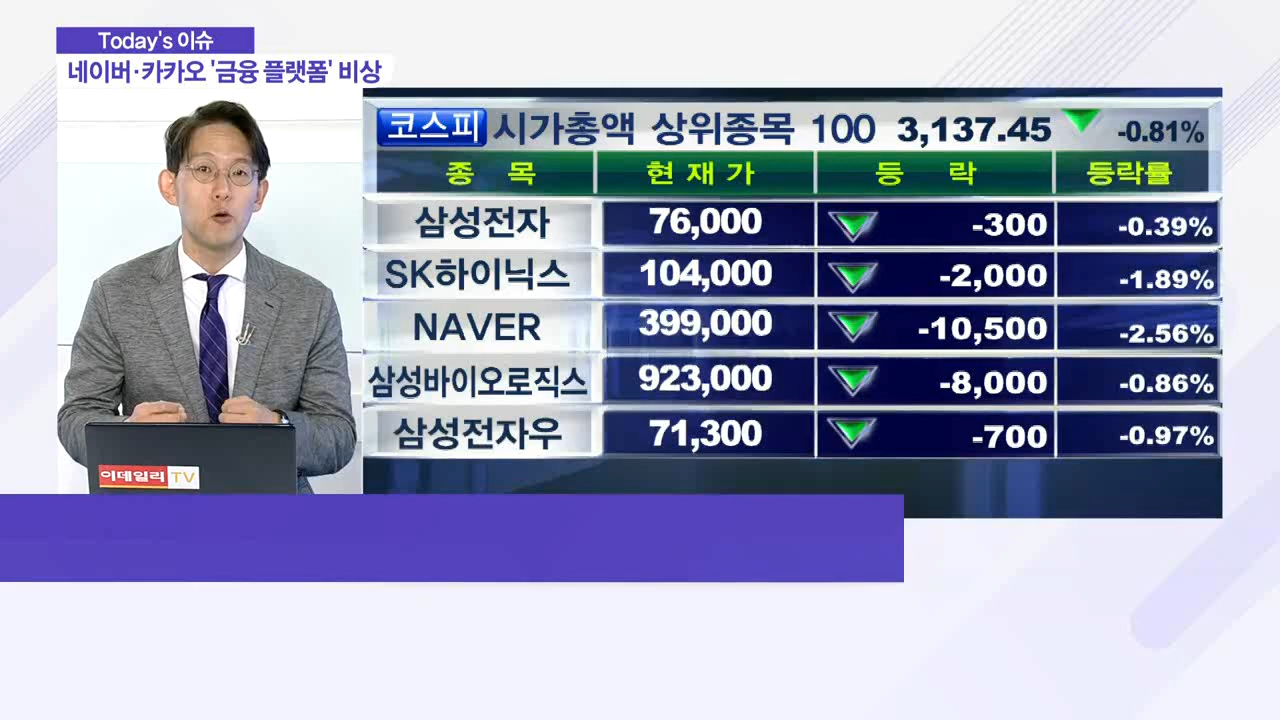 Today's 이슈
네이버·카카오 '금융 플랫폼' 비상
코스피 시가총액 상위종목 100 3,137.45 -0.81%
종 목 현 재 가 등 락 등락률
삼성전자 76,000 -300 -0.39%
SK하이닉스 104,000 -2,000 -1.89%
NAVER 399,000 -10,500 -2.56%
삼성바이오로직스 923,000 -8,000 -0.86%
삼성전자우 71,300 -700 -0.97%
이데일리 TV